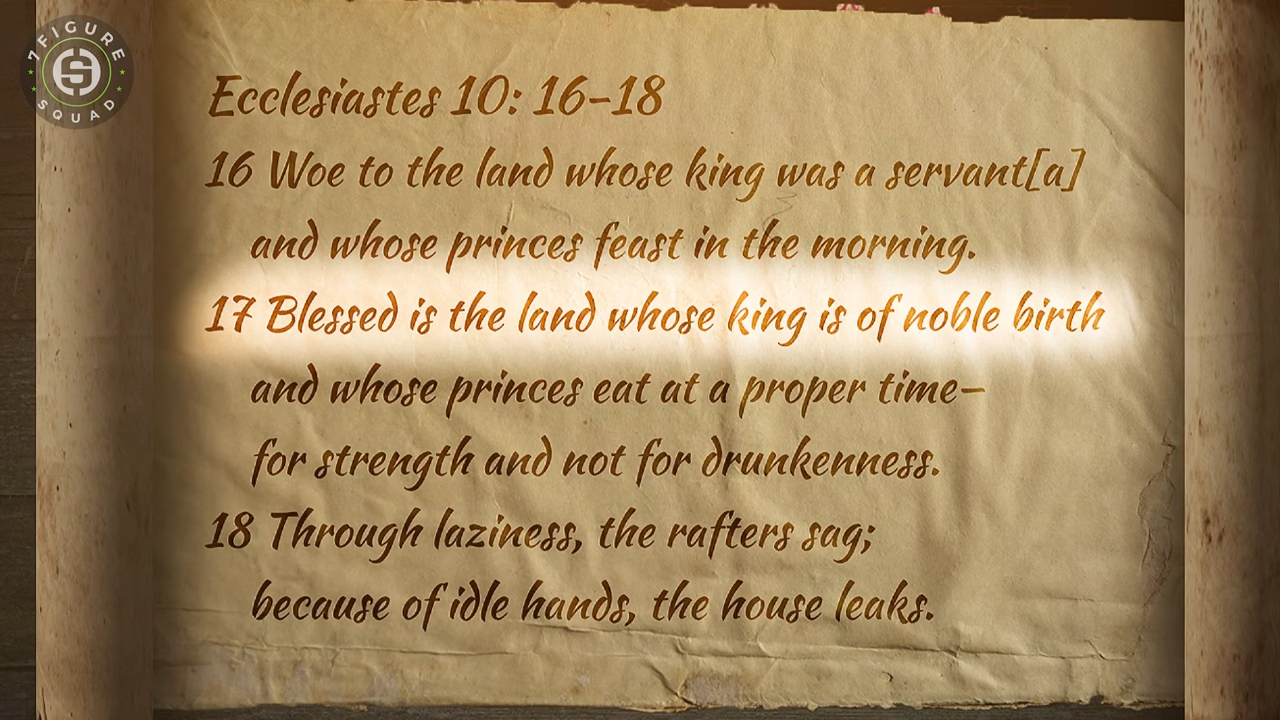 7FIGURE
SQUAD
Ecclesiastes 10: 16-18
16 Woe to the land whose king was a servant[a]
and whose princes feast in the morning.
17 Blessed is the land whose king is of noble birth
and whose princes eat at a proper time—
for strength and not for drunkenness.
18 Through laziness, the rafters sag;
because of idle hands, the house leaks.